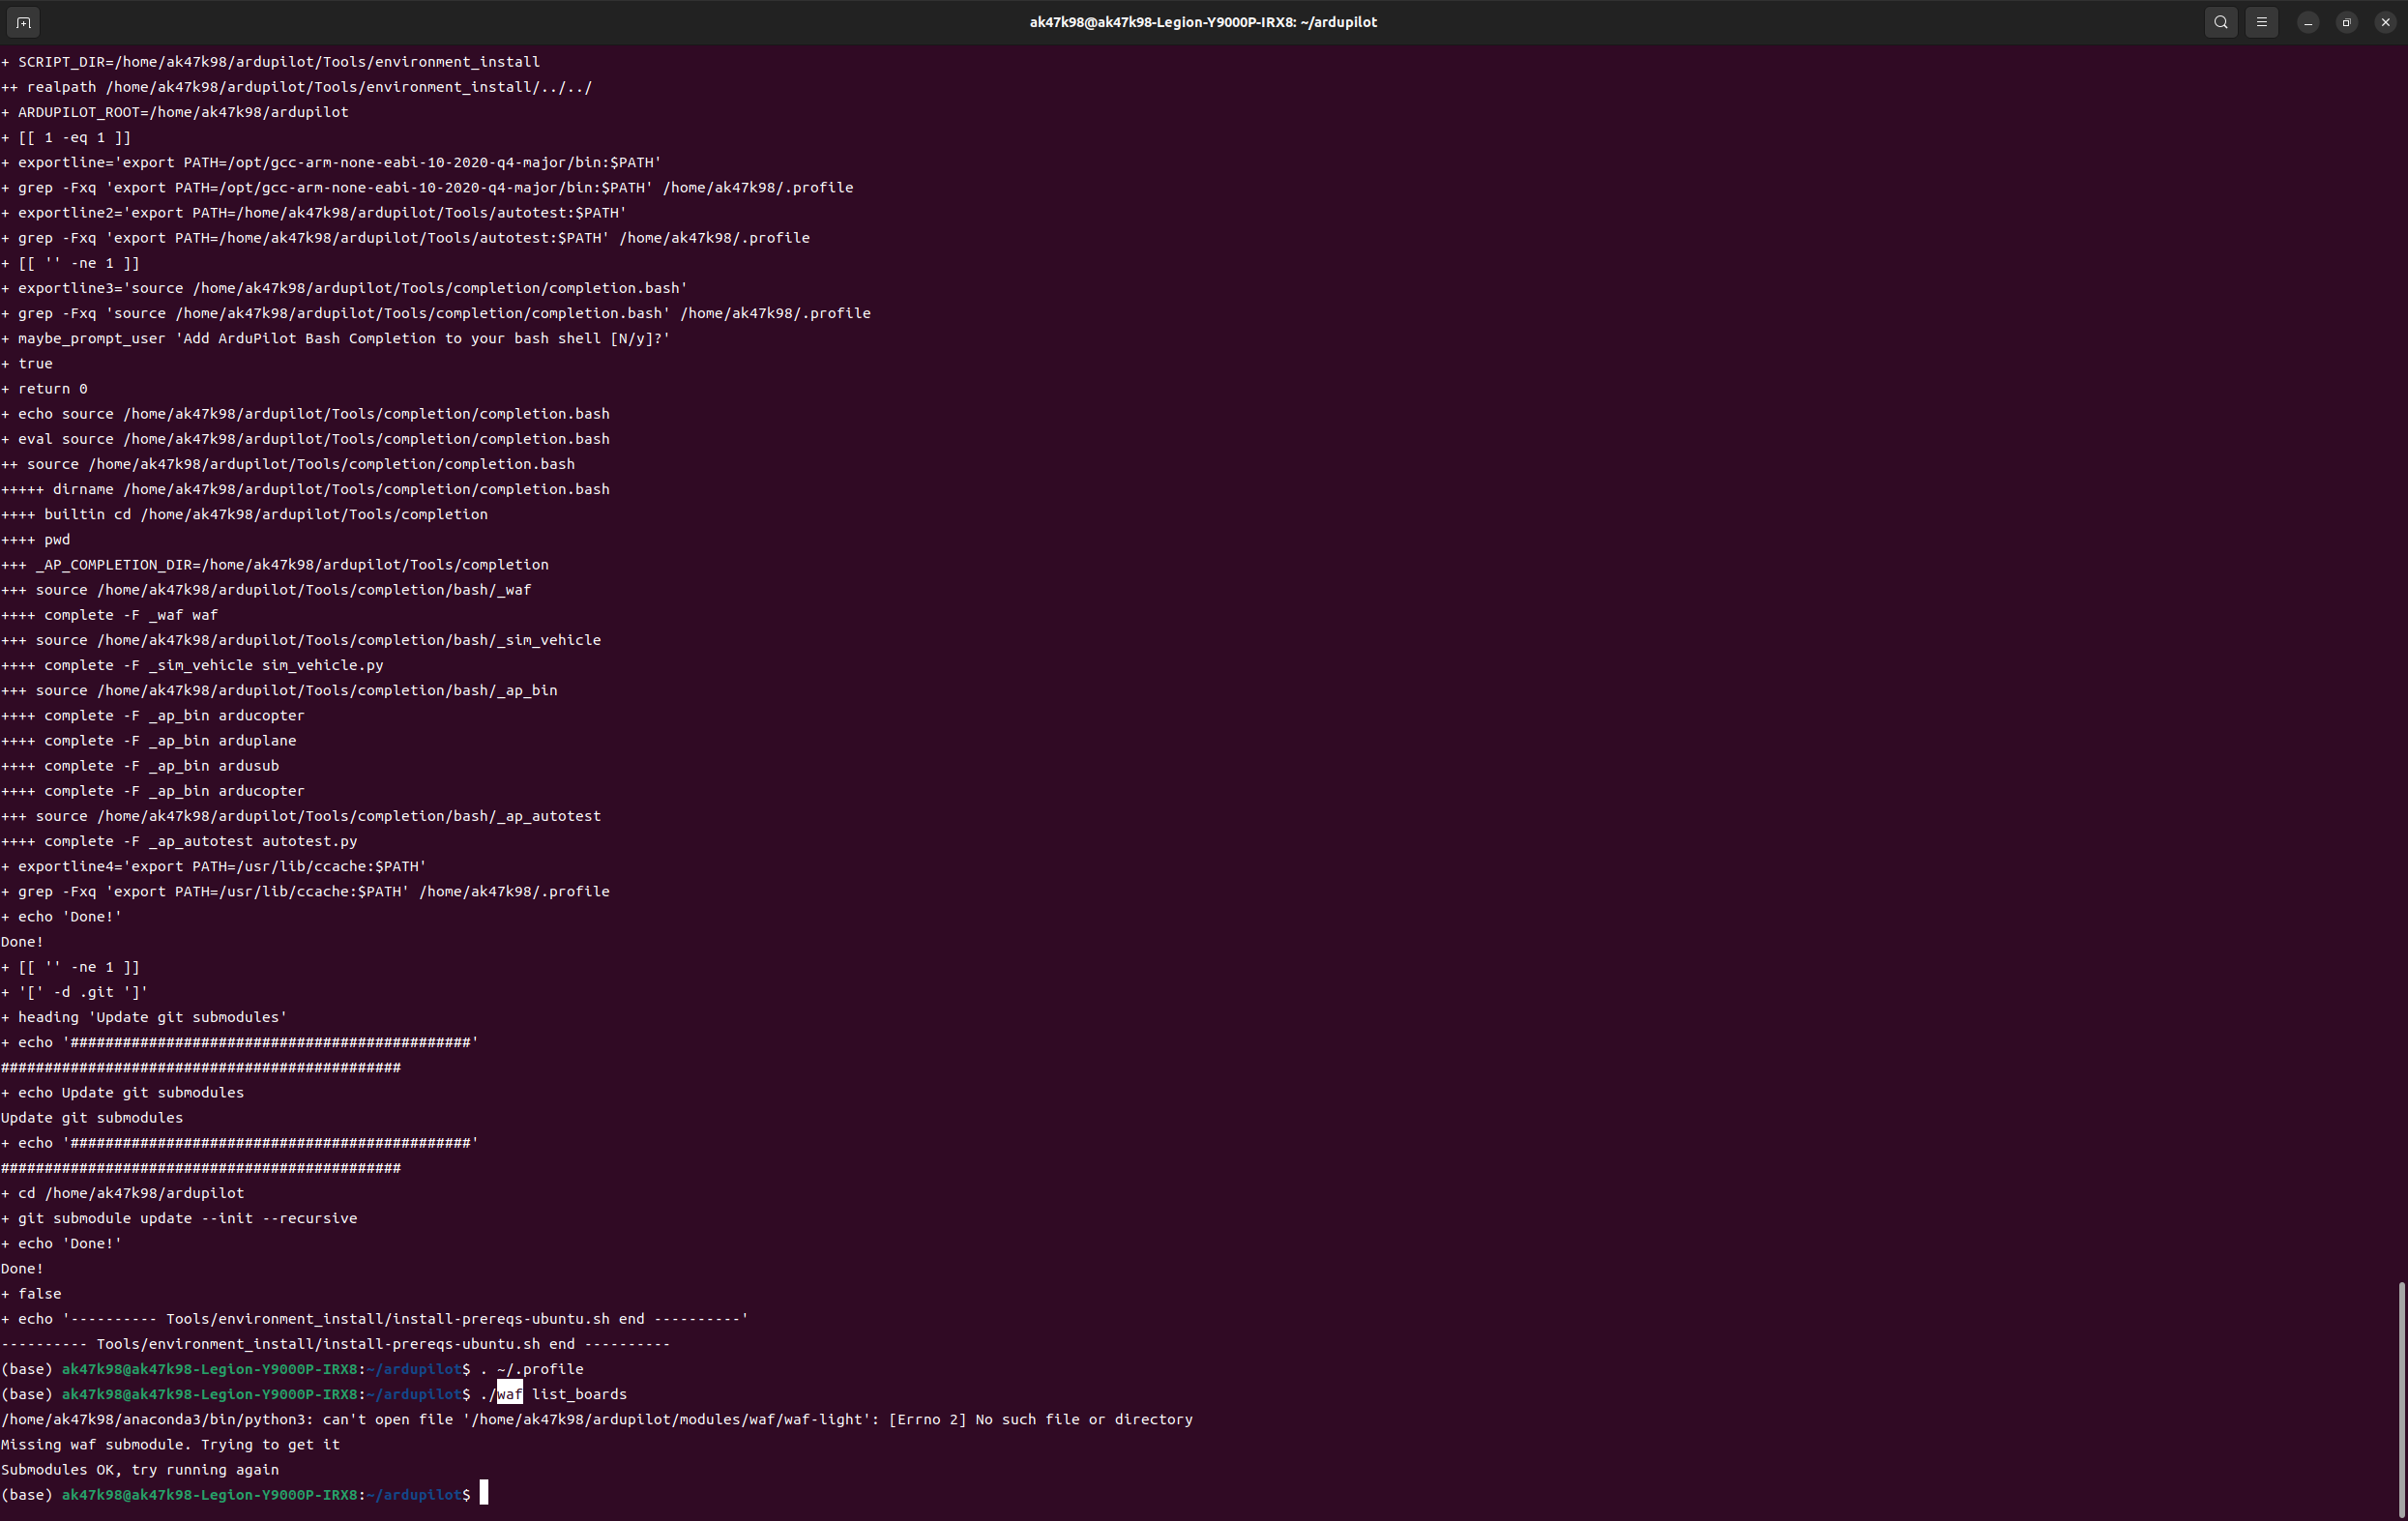 ak47k98@ak47k98-Legion-Y9000P-IRX8: ~/ardupilot
+ SCRIPT_DIR=/home/ak47k98/ardupilot/Tools/environment_install
++ realpath /home/ak47k98/ardupilot/Tools/environment_install/../../
+ ARDUPILOT_ROOT=/home/ak47k98/ardupilot
+ [[ 1 -eq 1 ]]
+ exportline='export PATH=/opt/gcc-arm-none-eabi-10-2020-q4-major/bin:$PATH'
+ grep -Fxq 'export PATH=/opt/gcc-arm-none-eabi-10-2020-q4-major/bin:$PATH' /home/ak47k98/.profile
+ exportline2='export PATH=/home/ak47k98/ardupilot/Tools/autotest:$PATH'
+ grep -Fxq 'export PATH=/home/ak47k98/ardupilot/Tools/autotest:$PATH' /home/ak47k98/.profile
+ [[ '' -ne 1 ]]
+ exportline3='source /home/ak47k98/ardupilot/Tools/completion/completion.bash'
+ grep -Fxq 'source /home/ak47k98/ardupilot/Tools/completion/completion.bash' /home/ak47k98/.profile
+ maybe_prompt_user 'Add ArduPilot Bash Completion to your bash shell [N/y]?'
+ true
+ return 0
+ echo source /home/ak47k98/ardupilot/Tools/completion/completion.bash
+ eval source /home/ak47k98/ardupilot/Tools/completion/completion.bash
++ source /home/ak47k98/ardupilot/Tools/completion/completion.bash
+++++ dirname /home/ak47k98/ardupilot/Tools/completion/completion.bash
++++ builtin cd /home/ak47k98/ardupilot/Tools/completion
++++ pwd
+++ _AP_COMPLETION_DIR=/home/ak47k98/ardupilot/Tools/completion
+++ source /home/ak47k98/ardupilot/Tools/completion/bash/_waf
++++ complete -F _waf waf
+++ source /home/ak47k98/ardupilot/Tools/completion/bash/_sim_vehicle
++++ complete -F _sim_vehicle sim_vehicle.py
+++ source /home/ak47k98/ardupilot/Tools/completion/bash/_ap_bin
++++ complete -F _ap_bin arducopter
++++ complete -F _ap_bin arduplane
++++ complete -F _ap_bin ardusub
++++ complete -F _ap_bin arducopter
+++ source /home/ak47k98/ardupilot/Tools/completion/bash/_ap_autotest
++++ complete -F _ap_autotest autotest.py
+ exportline4='export PATH=/usr/lib/ccache:$PATH'
+ grep -Fxq 'export PATH=/usr/lib/ccache:$PATH' /home/ak47k98/.profile
+ echo 'Done!'
Done!
+ [[ '' -ne 1 ]]
+ '[' -d .git ']'
+ heading 'Update git submodules'
+ echo '##############################################'
##############################################
+ echo Update git submodules
Update git submodules
+ echo '##############################################'
##############################################
+ cd /home/ak47k98/ardupilot
+ git submodule update --init --recursive
+ echo 'Done!'
Done!
+ false
+ echo '---------- Tools/environment_install/install-prereqs-ubuntu.sh end ----------'
---------- Tools/environment_install/install-prereqs-ubuntu.sh end ----------
(base) ak47k98@ak47k98-Legion-Y9000P-IRX8:~/ardupilot$ . ~/.profile
(base) ak47k98@ak47k98-Legion-Y9000P-IRX8:~/ardupilot$ ./waf list_boards
/home/ak47k98/anaconda3/bin/python3: can't open file '/home/ak47k98/ardupilot/modules/waf/waf-light': [Errno 2] No such file or directory
Missing waf submodule. Trying to get it
Submodules OK, try running again
(base) ak47k98@ak47k98-Legion-Y9000P-IRX8:~/ardupilot$